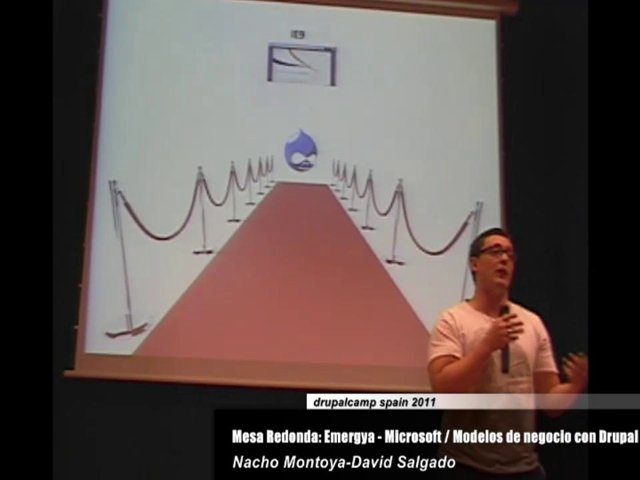 IE9
drupalcamp spain 2011
Mesa Redonda: Emergya - Microsoft / Modelos de negocio con Drupal
Nacho Montoya-David Salgado